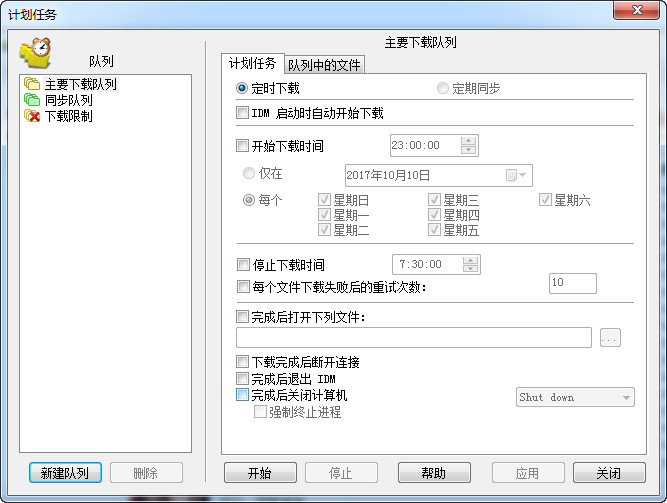 计划任务
队列
主要下载队列
同步队列
下载限制
新建队列
删除
主要下载队列
计划任务
队列中的文件
定时下载
定期同步
IDM 启动时自动开始下载
开始下载时间
23:00:00
仅在
2017年10月10日
每个
星期日
星期三
星期六
星期一
星期四
星期二
星期五
停止下载时间
7:30:00
每个文件下载失败后的重试次数:
10
完成后打开下列文件:
...
下载完成后断开连接
完成后退出 IDM
完成后关闭计算机
Shut down
强制终止进程
开始
停止
帮助
应用
关闭